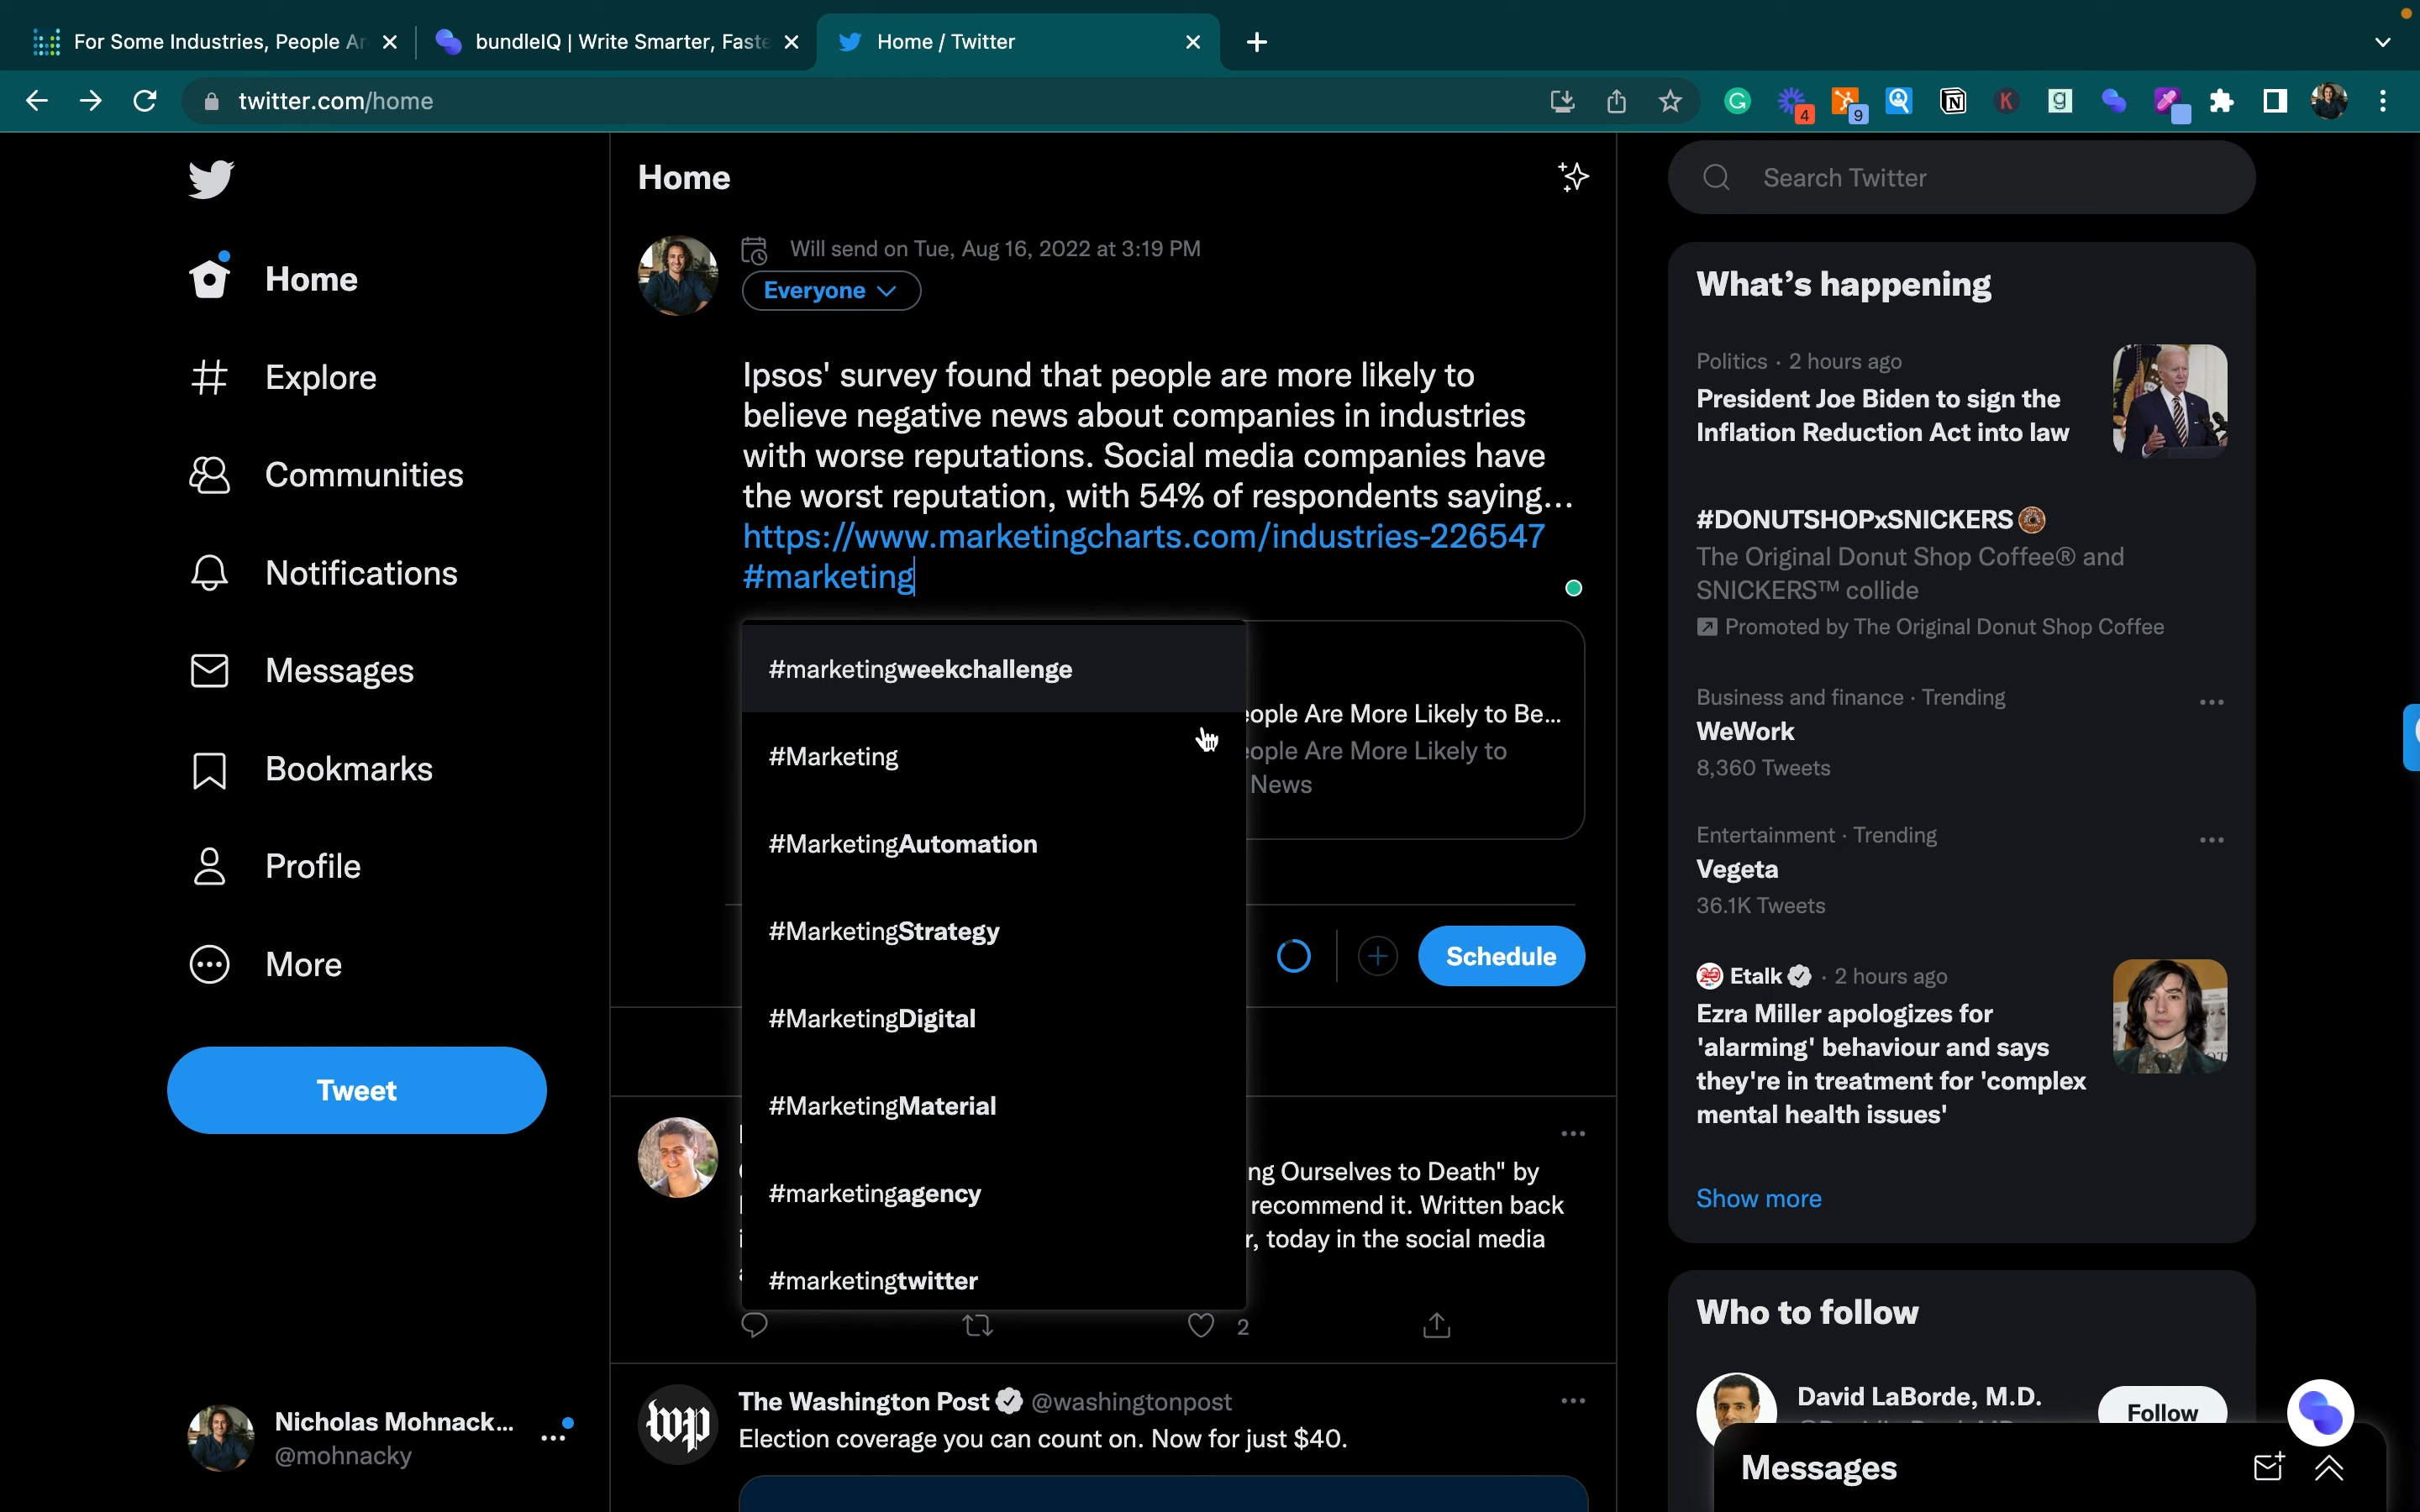 For Some Industries, People Ar
bundleIQ | Write Smarter, Faste
Home / Twitter
twitter.com/home
4
9
Home
Explore
Communities
Notifications
Messages
Bookmarks
Profile
More
Tweet
Nicholas Mohnack...
@mohnacky
Home
Will send on Tue, Aug 16, 2022 at 3:19 PM
Everyone
Ipsos' survey found that people are more likely to
believe negative news about companies in industries
with worse reputations. Social media companies have
the worst reputation, with 54% of respondents saying...
https://www.marketingcharts.com/industries-226547
#marketing
#marketingweekchallenge
#Marketing
#MarketingAutomation
#MarketingStrategy
#MarketingDigital
#MarketingMaterial
#marketingagency
#marketingtwitter
eople Are More Likely to Be...
eople Are More Likely to
News
Schedule
ng Ourselves to Death" by
recommend it. Written back
r, today in the social media
2
wp
The Washington Post @washingtonpost
Election coverage you can count on. Now for just $40.
Search Twitter
What's happening
Politics · 2 hours ago
President Joe Biden to sign the
Inflation Reduction Act into law
#DONUTSHOPxSNICKERS
The Original Donut Shop Coffee® and
SNICKERS™ collide
Promoted by The Original Donut Shop Coffee
Business and finance · Trending
WeWork
8,360 Tweets
Entertainment · Trending
Vegeta
36.1K Tweets
Etalk · 2 hours ago
Ezra Miller apologizes for
'alarming' behaviour and says
they're in treatment for 'complex
mental health issues'
Show more
Who to follow
David LaBorde, M.D.
Follow
Messages